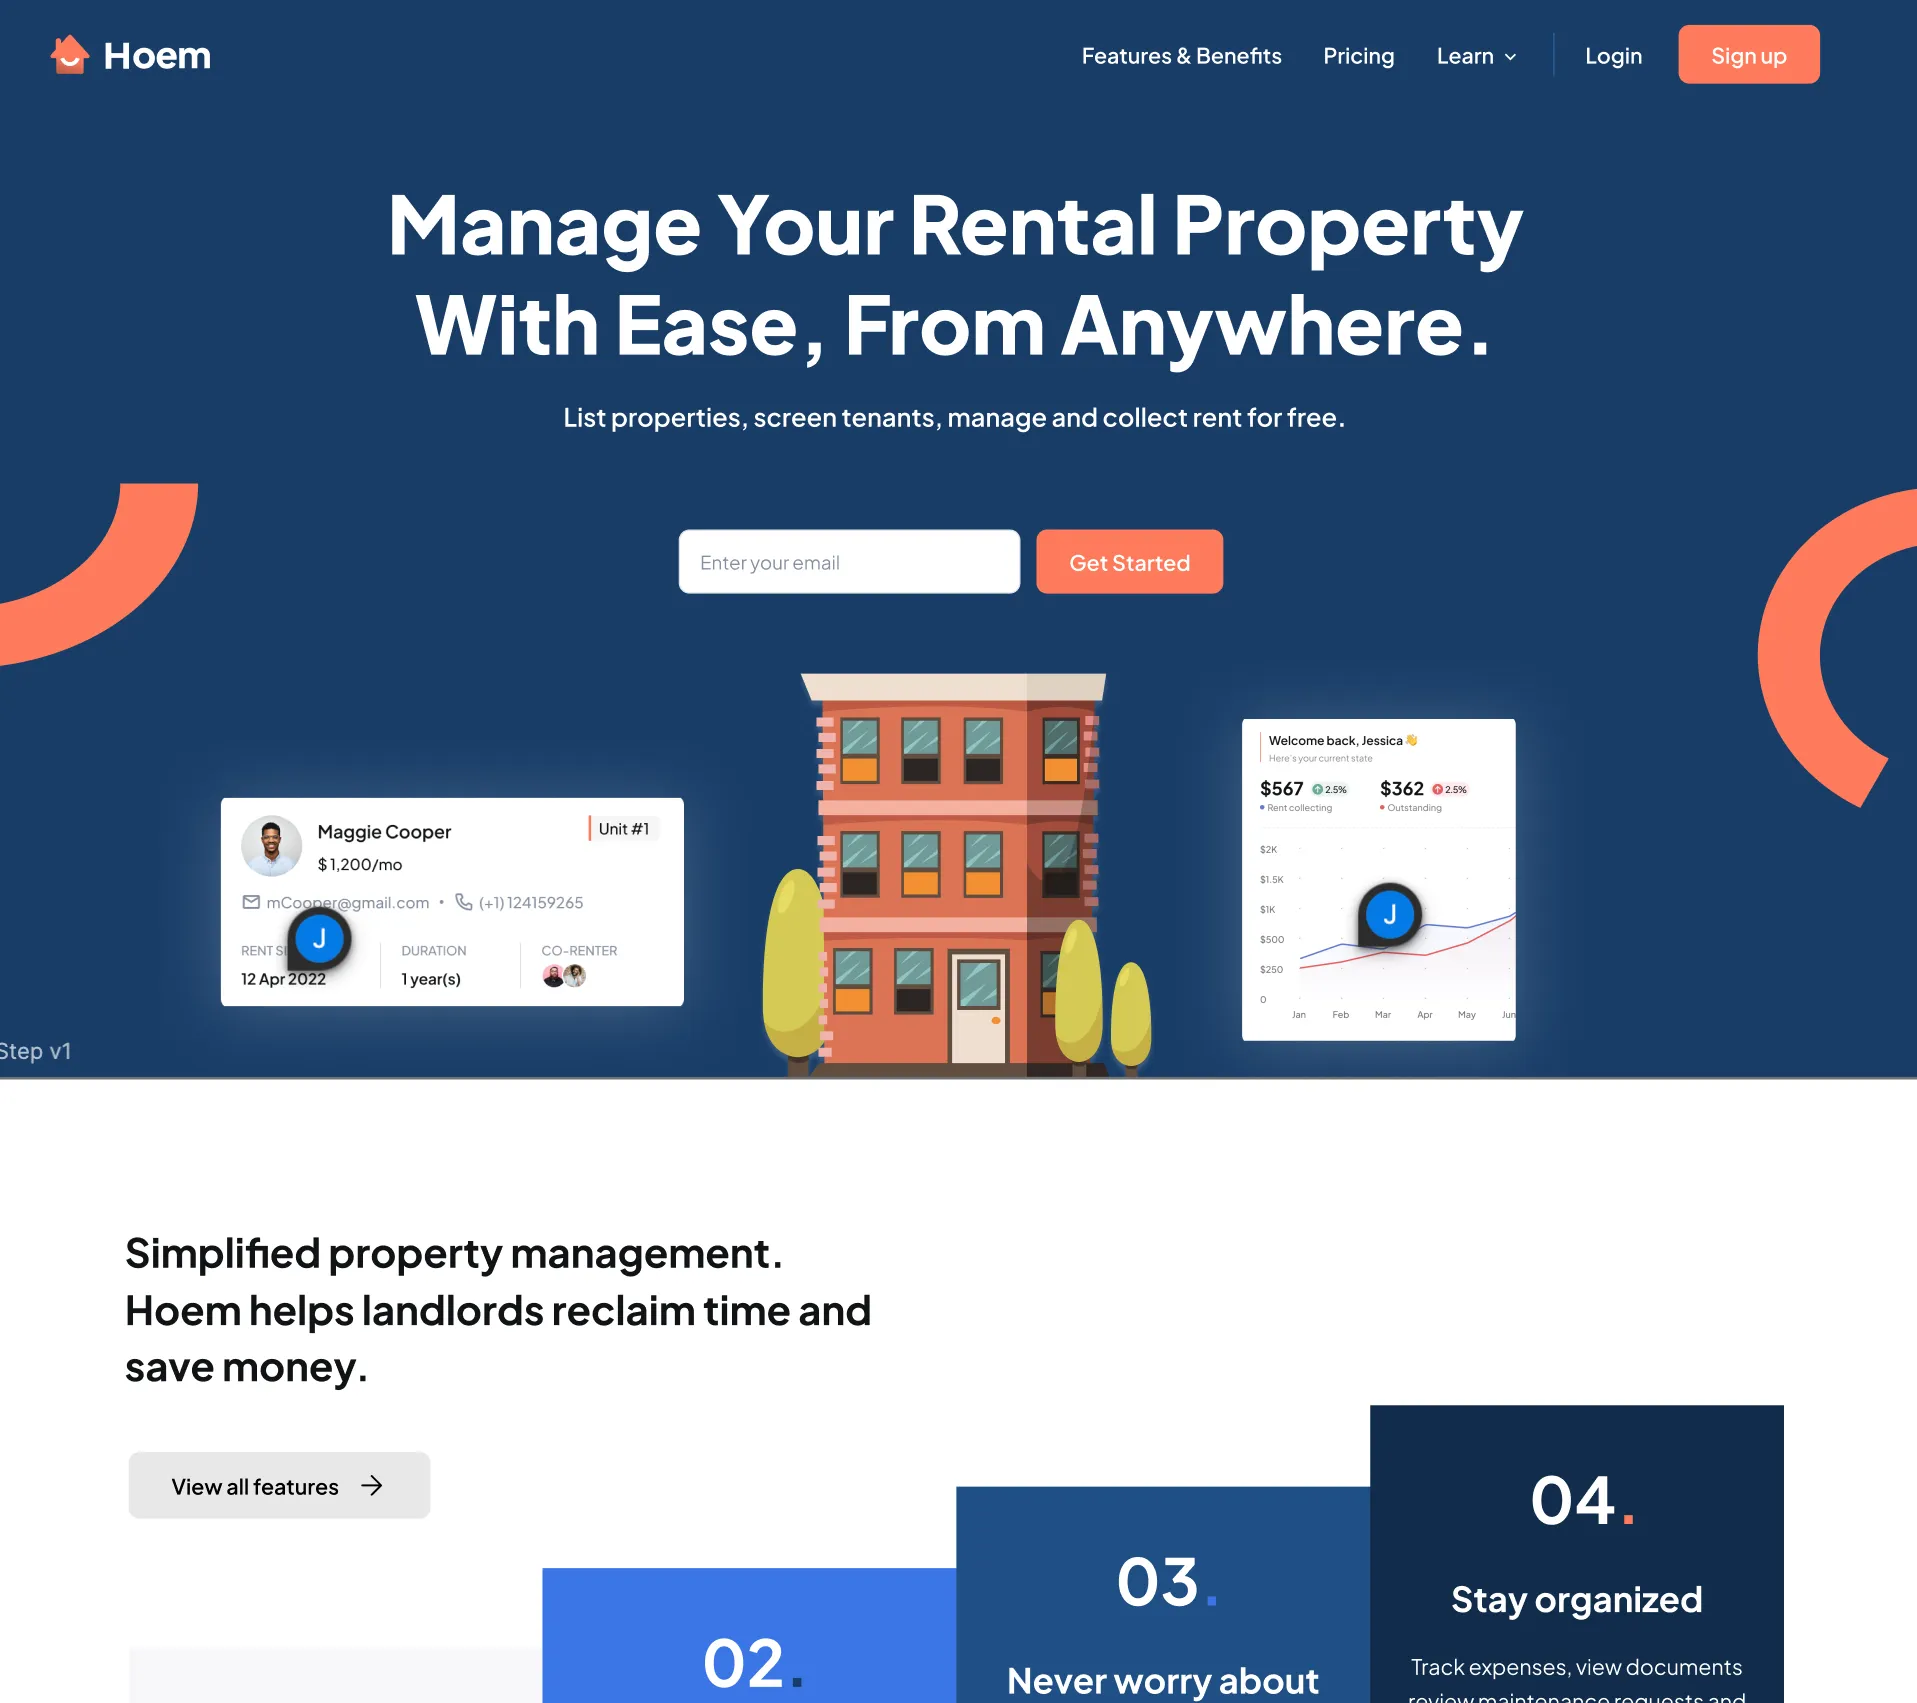 Hoem
Features & Benefits
Pricing
Learn
Login
Sign up
Manage Your Rental Property
With Ease, From Anywhere.
List properties, screen tenants, manage and collect rent for free.
Enter your email
Get Started
Maggie Cooper
Unit #1
$ 1,200/mo
mCooper@gmail.com • (+1) 124159265
J
RENT
DURATION
CO-RENTER
12 Apr 2022
1 year(s)
Welcome back, Jessica 👋
Here's your current state
$567 2.5%
$362 2.5%
Rent collecting
Outstanding
$2K
$1.5K
$1K
$500
$250
0
J
Jan Feb Mar Apr May Jun
Step v1
Simplified property management.
Hoem helps landlords reclaim time and
save money.
View all features
02.
03.
Never worry about
04.
Stay organized
Track expenses, view documents
review maintenance requests and